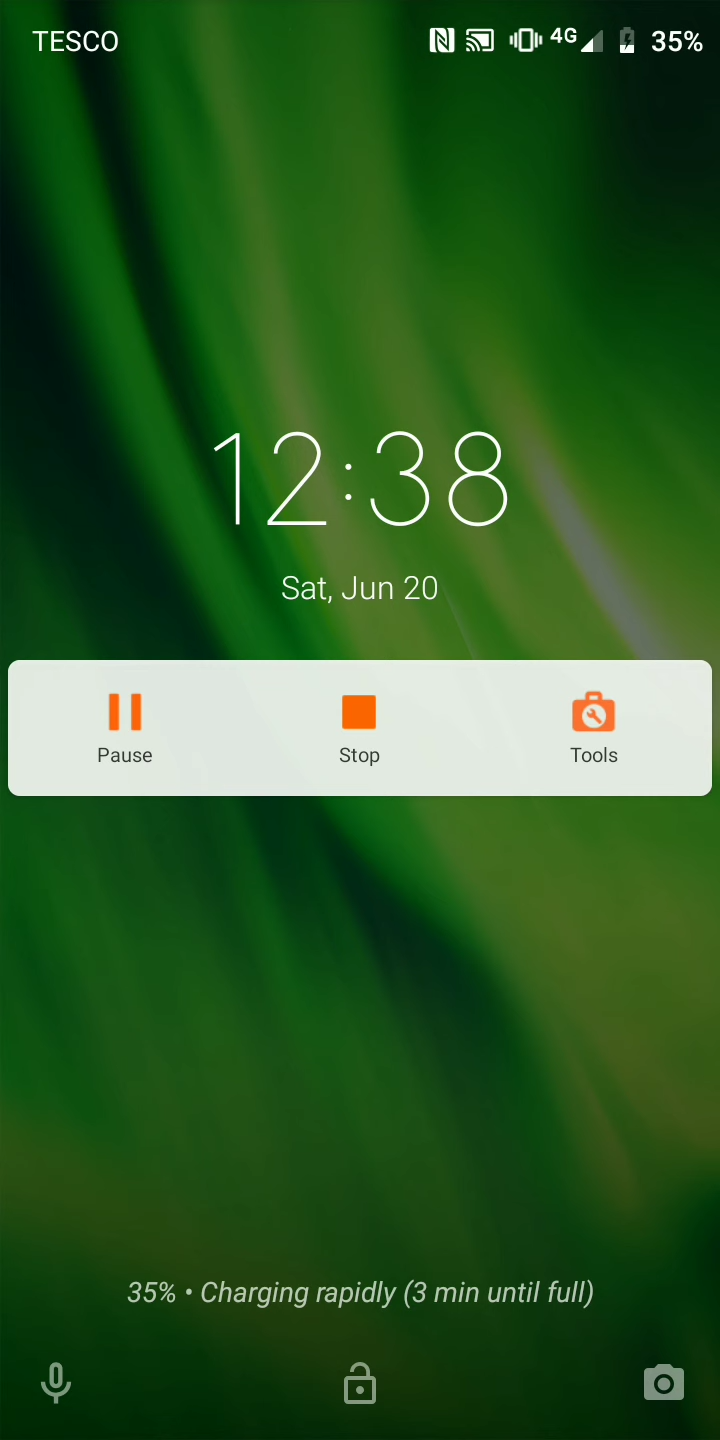 TESCO 4G 35%
12:38
Sat, Jun 20
Pause Stop Tools
35% • Charging rapidly (3 min until full)